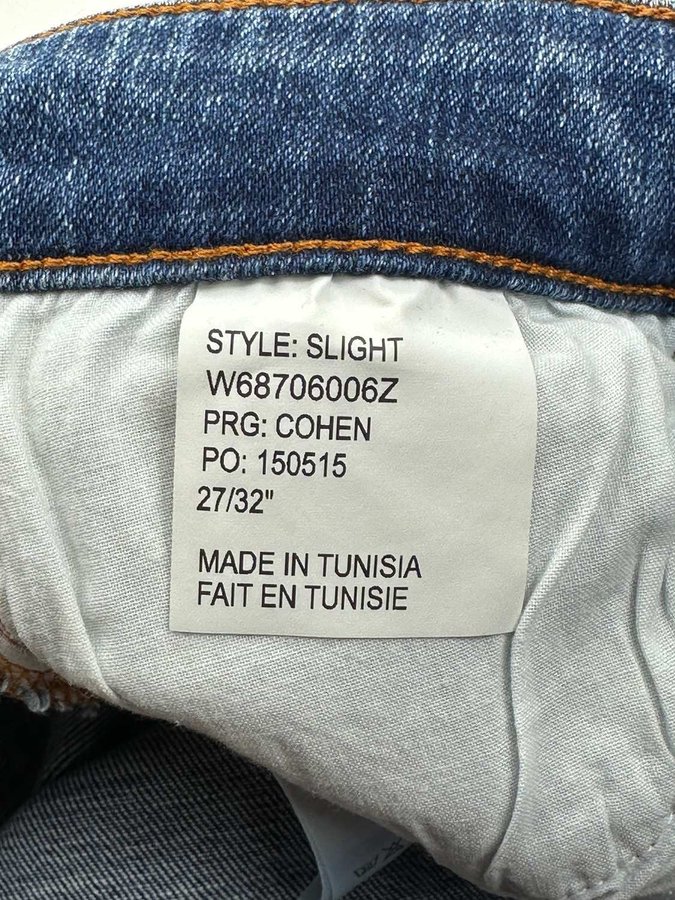 STYLE: SLIGHT
W68706006Z
PRG: COHEN
PO: 150515
27/32"
MADE IN TUNISIA
FAIT EN TUNISIE